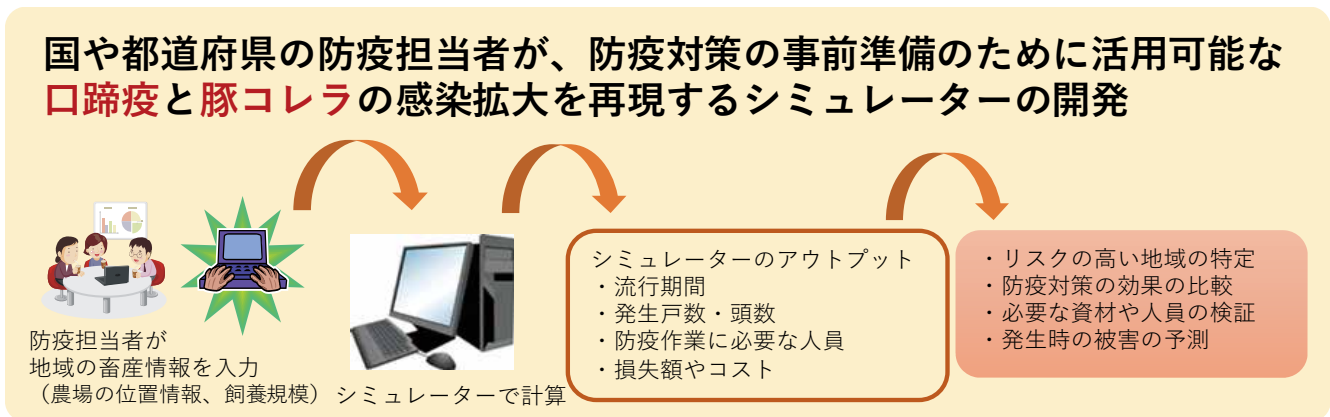 国や都道府県の防疫担当者が、防疫対策の事前準備のために活用可能な
口蹄疫と豚コレラの感染拡大を再現するシミュレーターの開発
防疫担当者が
地域の畜産情報を入力
（農場の位置情報、飼養規模）
シミュレーターで計算
シミュレーターのアウトプット
・流行期間
・発生戸数・頭数
・防疫作業に必要な人員
・損失額やコスト
・リスクの高い地域の特定
・防疫対策の効果の比較
・必要な資材や人員の検証
・発生時の被害の予測